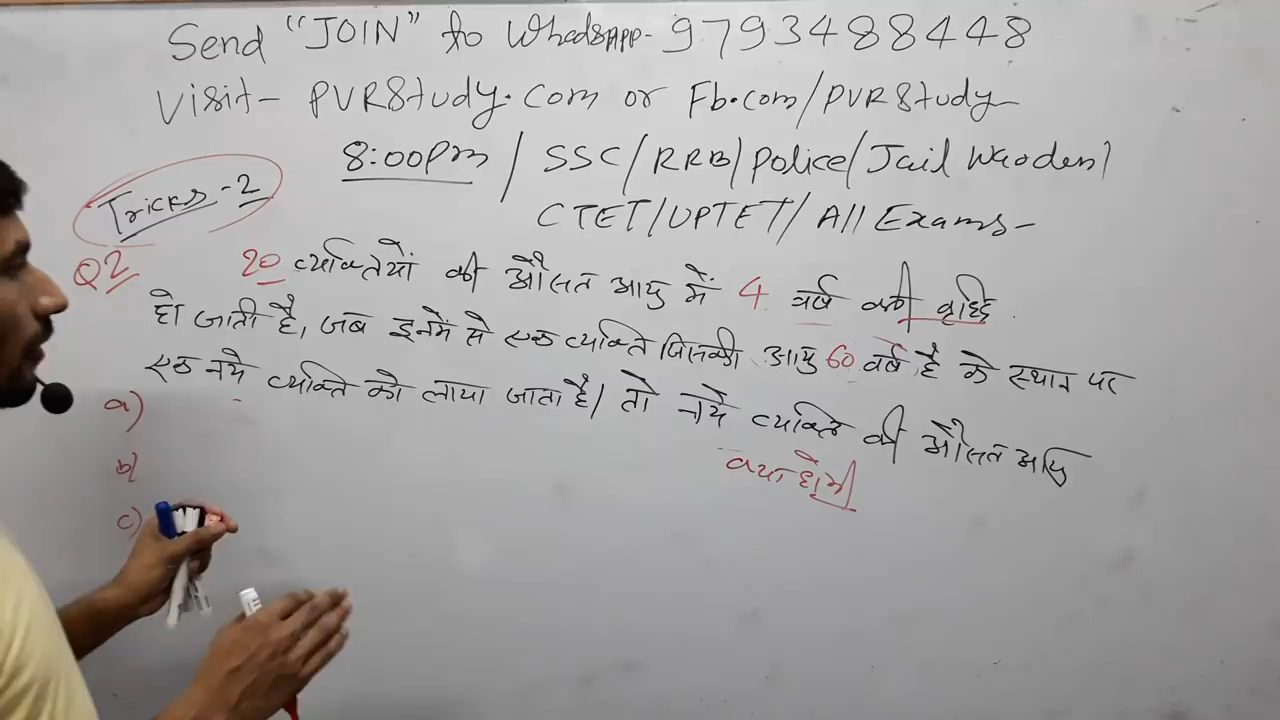 Send "JOIN" to WhatsApp- 9793488448
Visit- PVRStudy.com or Fb.com/PVRStudy
8:00pm / SSC/RRB/Police/Jail Warden/
CTET/UPTET/All Exams-
Tricks-2
Q2 20 व्यक्तियों की औसत आयु में 4 वर्ष की वृद्धि
हो जाती है, जब इनमें से एक व्यक्ति जिसकी आयु 60 वर्ष है के स्थान पर
एक नये व्यक्ति को लाया जाता है। तो नये व्यक्ति की औसत आयु
क्या होगी
a)
b)
c)